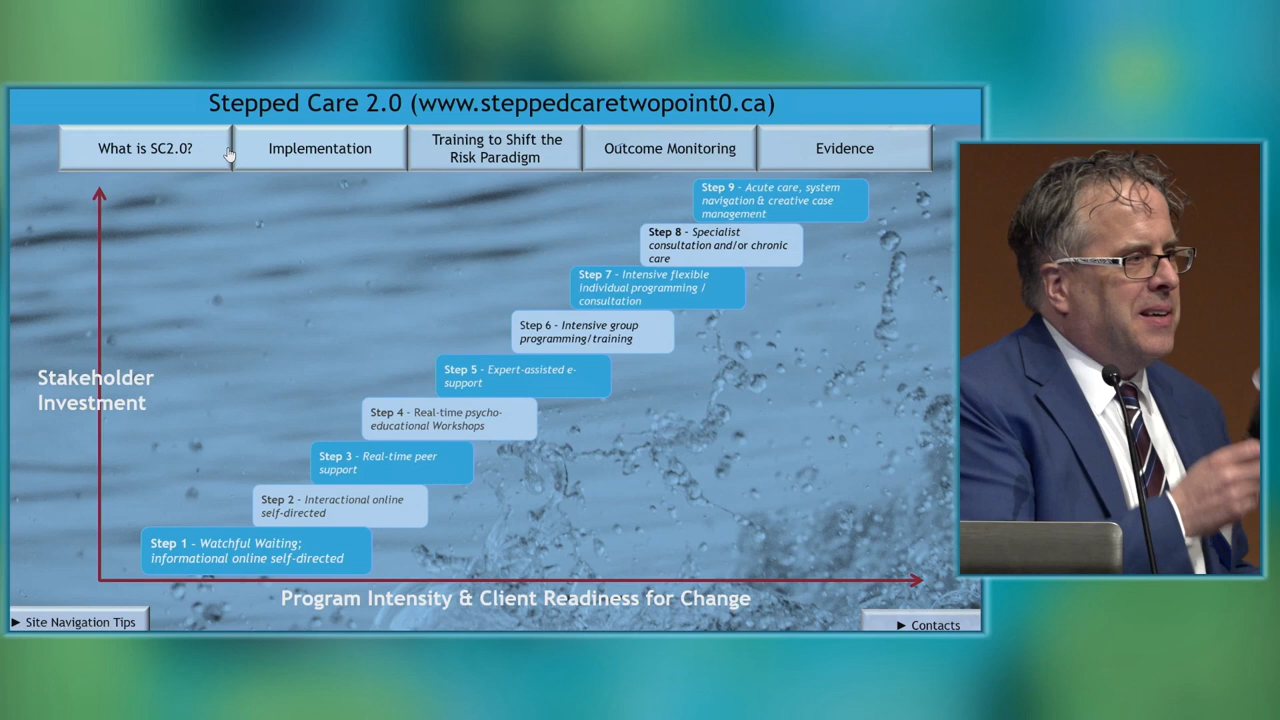 Stepped Care 2.0 (www.steppedcaretwopoint0.ca)
What is SC2.0?
Implementation
Training to Shift the
Risk Paradigm
Outcome Monitoring
Evidence
Step 9 - Acute care, system
navigation & creative case
management
Step 8 - Specialist
consultation and/or chronic
care
Step 7 - Intensive flexible
individual programming /
consultation
Step 6 - Intensive group
programming/training
Step 5 - Expert-assisted e-
support
Stakeholder
Investment
Step 4 - Real-time psycho-
educational Workshops
Step 3 - Real-time peer
support
Step 2 - Interactional online
self-directed
Step 1 - Watchful Waiting;
informational online self-directed
Program Intensity & Client Readiness for Change
► Site Navigation Tips
► Contacts